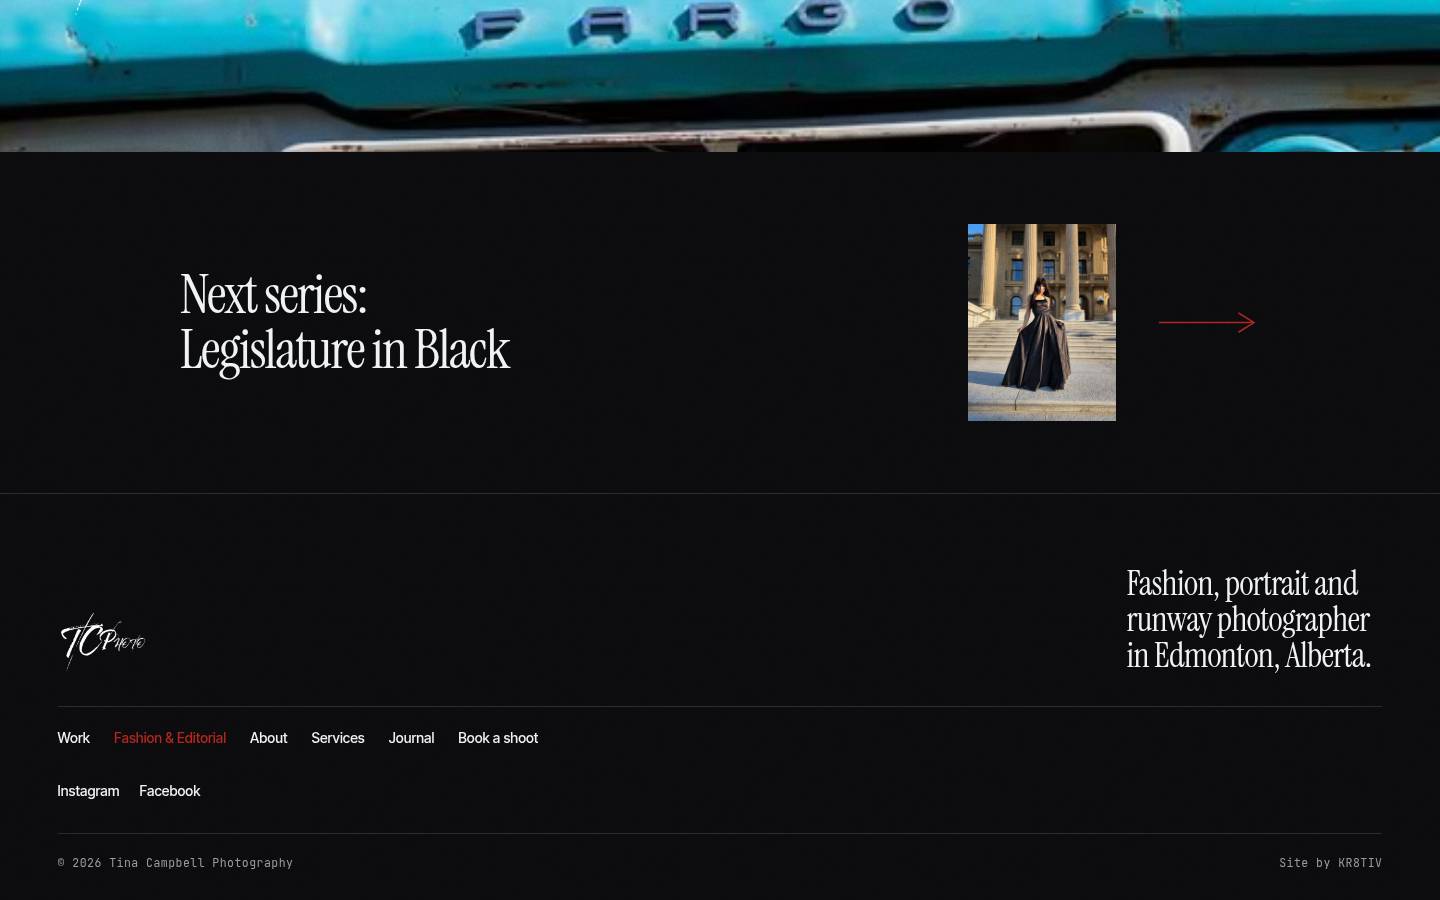 FARGO
Next series:
Legislature in Black
Fashion, portrait and
runway photographer
in Edmonton, Alberta.
TCPHOTO
Work Fashion & Editorial About Services Journal Book a shoot
Instagram Facebook
© 2026 Tina Campbell Photography
Site by KR8TIV